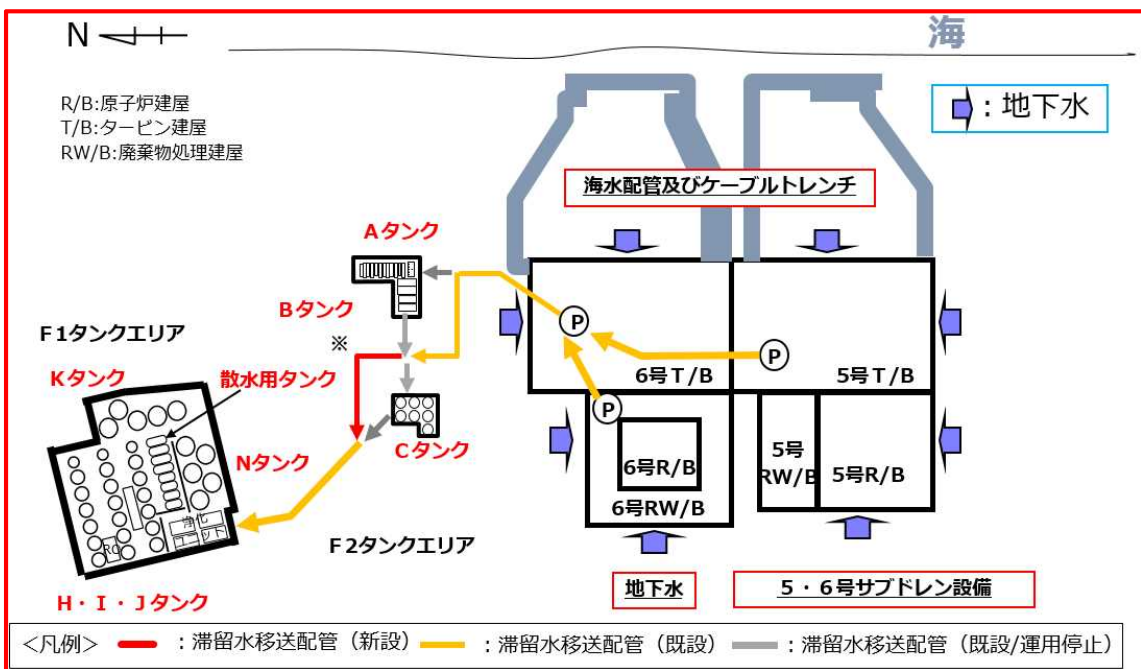 N
海
R/B:原子炉建屋
T/B:タービン建屋
RW/B:廃棄物処理建屋
：地下水
海水配管及びケーブルトレンチ
Aタンク
Bタンク
※
F1タンクエリア
Kタンク
散水用タンク
Nタンク
Cタンク
P
P
P
6号T/B
5号T/B
6号R/B
6号RW/B
5号
RW/B
5号R/B
浄化
ユニット
RO
F2タンクエリア
H・I・Jタンク
地下水
5・6号サブドレン設備
＜凡例＞ ：滞留水移送配管（新設） ：滞留水移送配管（既設） ：滞留水移送配管（既設/運用停止）